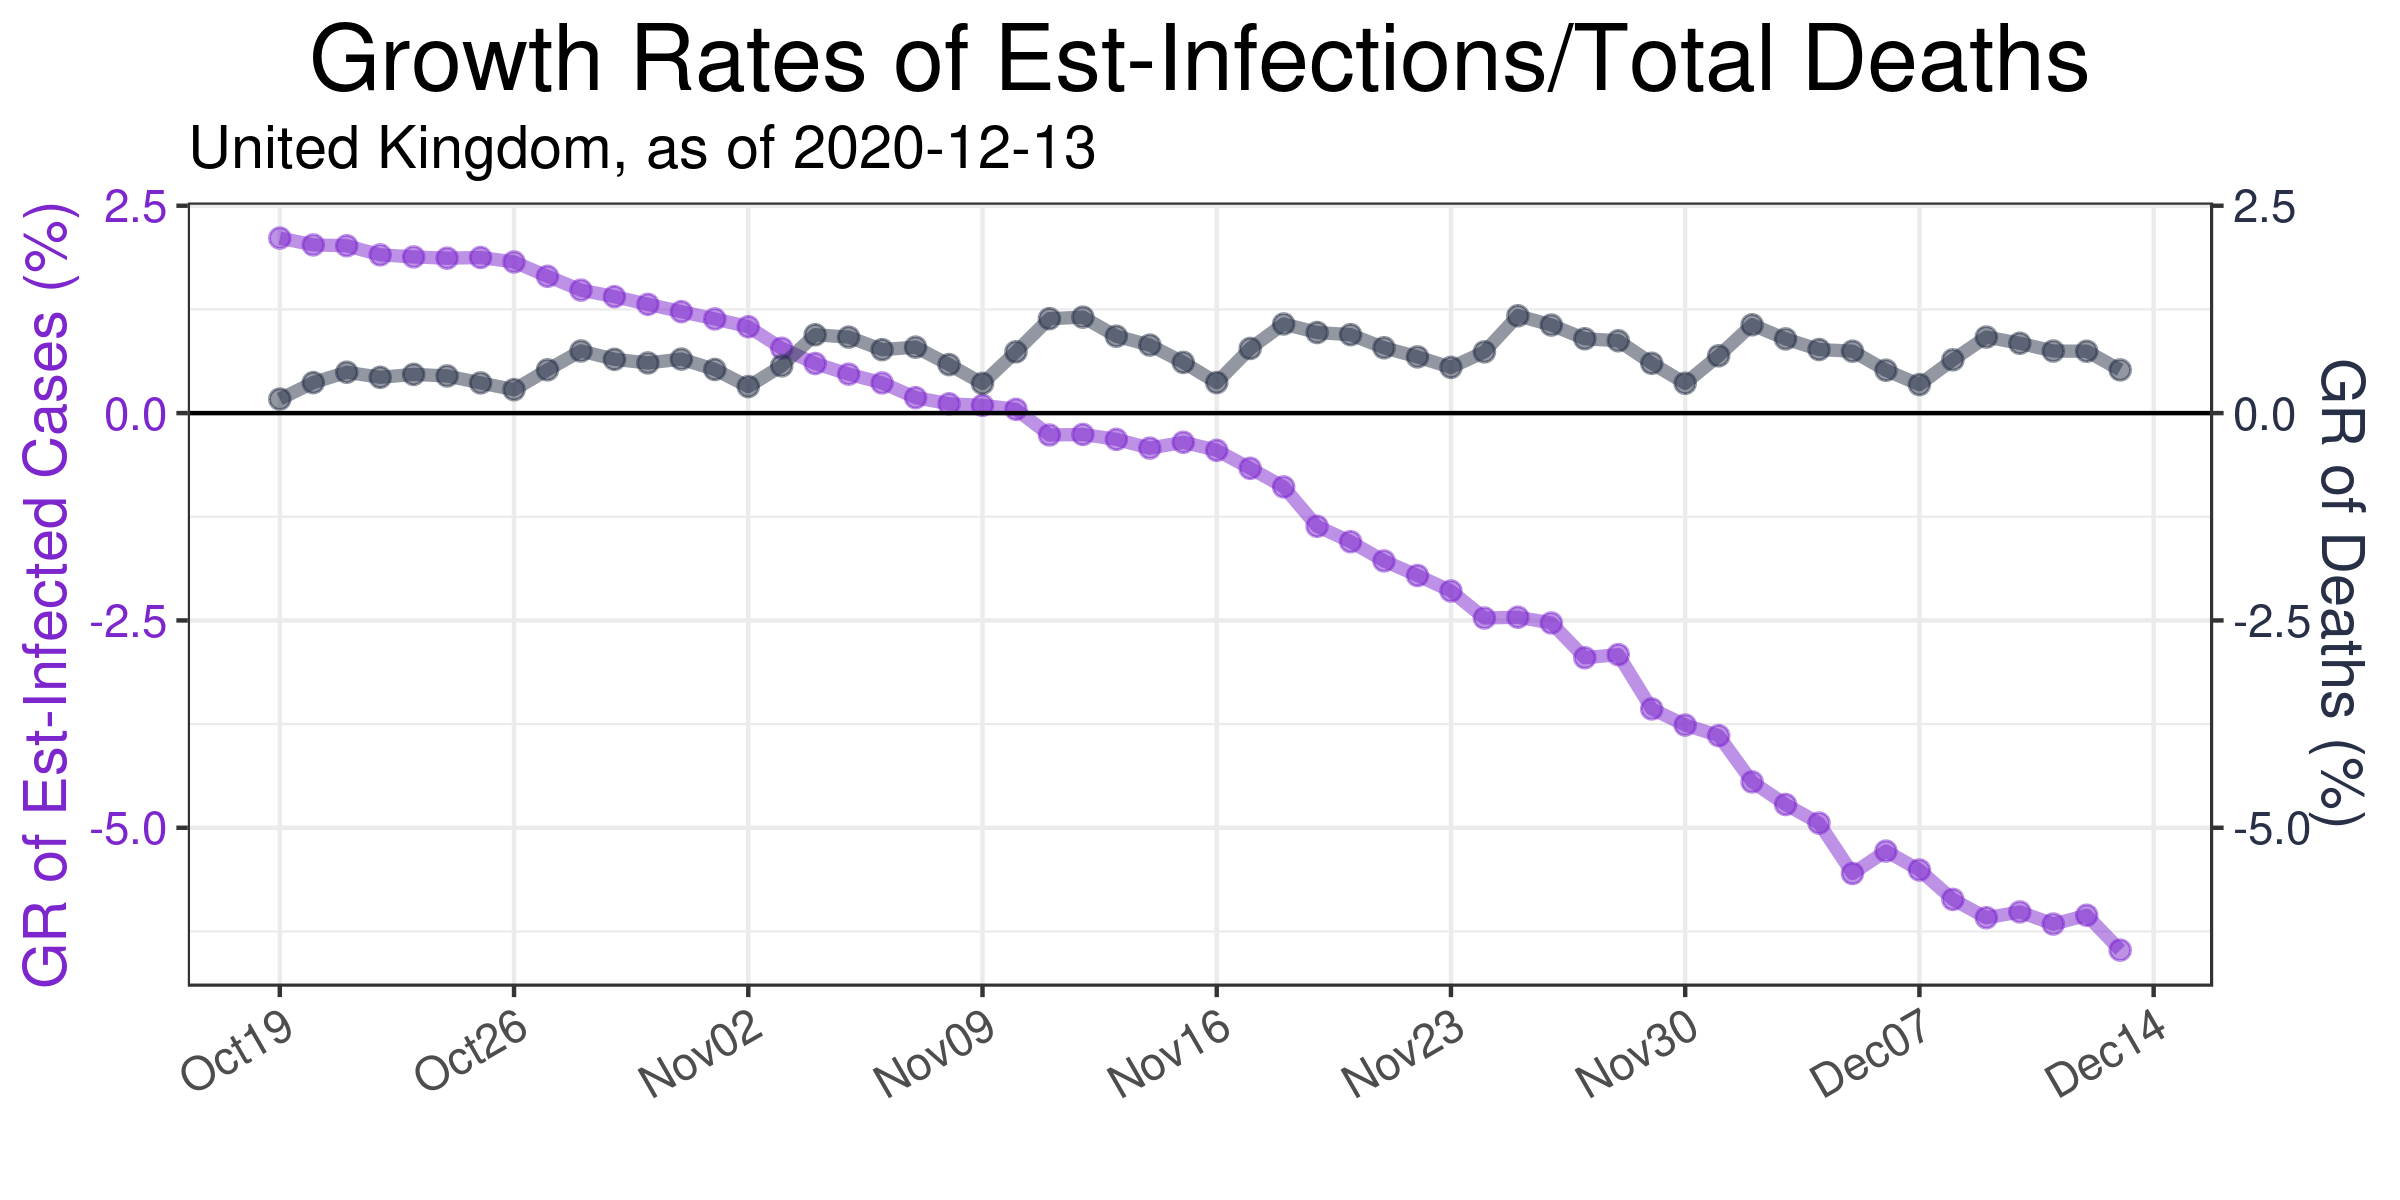 Growth Rates of Est-Infections/Total Deaths
United Kingdom, as of 2020-12-13
GR of Est-Infected Cases (%)
2.5
0.0
-2.5
-5.0
2.5
0.0
-2.5
-5.0
GR of Deaths (%)
Oct19
Oct26
Nov02
Nov09
Nov16
Nov23
Nov30
Dec07
Dec14